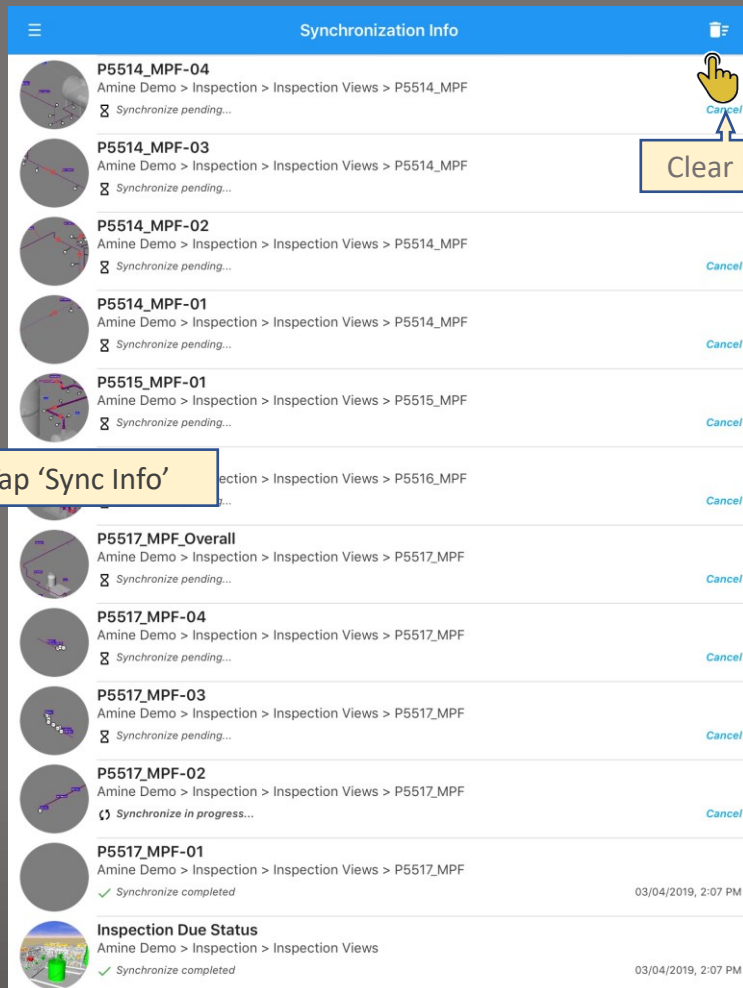 Synchronization Info
P5514_MPF-04
Amine Demo > Inspection > Inspection Views > P5514_MPF
Synchronize pending...
Cancel
Clear
P5514_MPF-03
Amine Demo > Inspection > Inspection Views > P5514_MPF
Synchronize pending...
P5514_MPF-02
Amine Demo > Inspection > Inspection Views > P5514_MPF
Synchronize pending...
Cancel
P5514_MPF-01
Amine Demo > Inspection > Inspection Views > P5514_MPF
Synchronize pending...
Cancel
P5515_MPF-01
Amine Demo > Inspection > Inspection Views > P5515_MPF
Synchronize pending...
Cancel
‘Sync Info’
> Inspection Views > P5516_MPF
Cancel
P5517_MPF_Overall
Amine Demo > Inspection > Inspection Views > P5517_MPF
Synchronize pending...
Cancel
P5517_MPF-04
Amine Demo > Inspection > Inspection Views > P5517_MPF
Synchronize pending...
Cancel
P5517_MPF-03
Amine Demo > Inspection > Inspection Views > P5517_MPF
Synchronize pending...
Cancel
P5517_MPF-02
Amine Demo > Inspection > Inspection Views > P5517_MPF
Synchronize in progress...
Cancel
P5517_MPF-01
Amine Demo > Inspection > Inspection Views > P5517_MPF
Synchronize completed
03/04/2019, 2:07 PM
Inspection Due Status
Amine Demo > Inspection > Inspection Views
Synchronize completed
03/04/2019, 2:07 PM